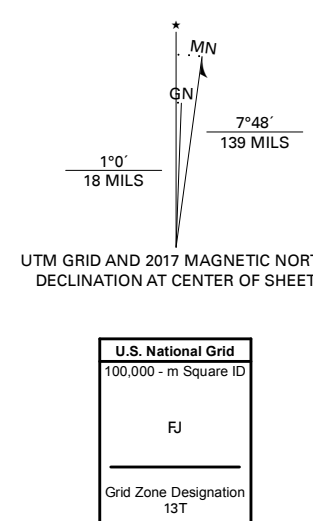 ★
MN
GN
7°48´
139 MILS
1°0´
18 MILS
UTM GRID AND 2017 MAGNETIC NORT
DECLINATION AT CENTER OF SHEET
U.S. National Grid
100,000 - m Square ID
FJ
Grid Zone Designation
13T